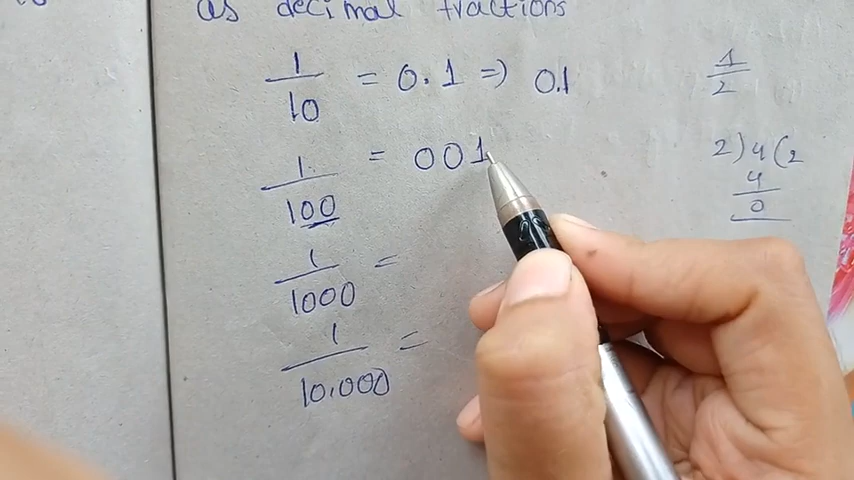 as decimal fractions
1/10 = 0.1 => 0.1
1/100 = 001
1/1000 =
1/10.000 =
1/2
2)4(2
4
0